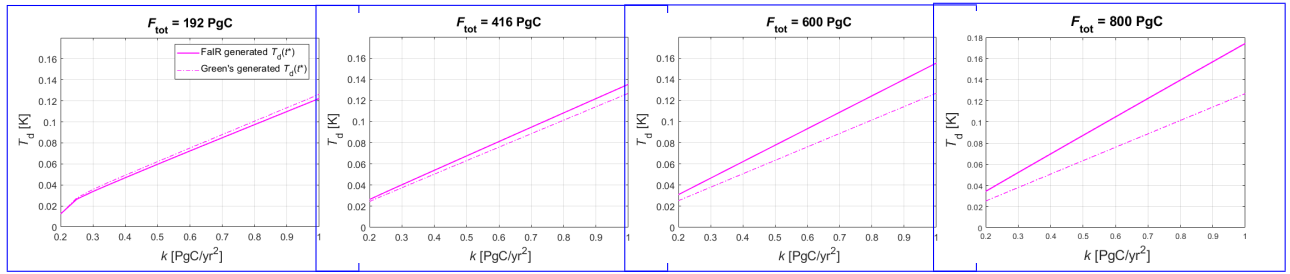 F_tot = 192 PgC
FaIR generated T_d(t*)
Green's generated T_d(t*)
0.16
0.14
0.12
0.1
0.08
0.06
0.04
0.02
0
T_d [K]
0.2 0.3 0.4 0.5 0.6 0.7 0.8 0.9 1
k [PgC/yr²]
F_tot = 416 PgC
0.16
0.14
0.12
0.1
0.08
0.06
0.04
0.02
0
T_d [K]
0.2 0.3 0.4 0.5 0.6 0.7 0.8 0.9 1
k [PgC/yr²]
F_tot = 600 PgC
0.16
0.14
0.12
0.1
0.08
0.06
0.04
0.02
0
T_d [K]
0.2 0.3 0.4 0.5 0.6 0.7 0.8 0.9 1
k [PgC/yr²]
F_tot = 800 PgC
0.18
0.16
0.14
0.12
0.1
0.08
0.06
0.04
0.02
0
T_d [K]
0.2 0.3 0.4 0.5 0.6 0.7 0.8 0.9 1
k [PgC/yr²]